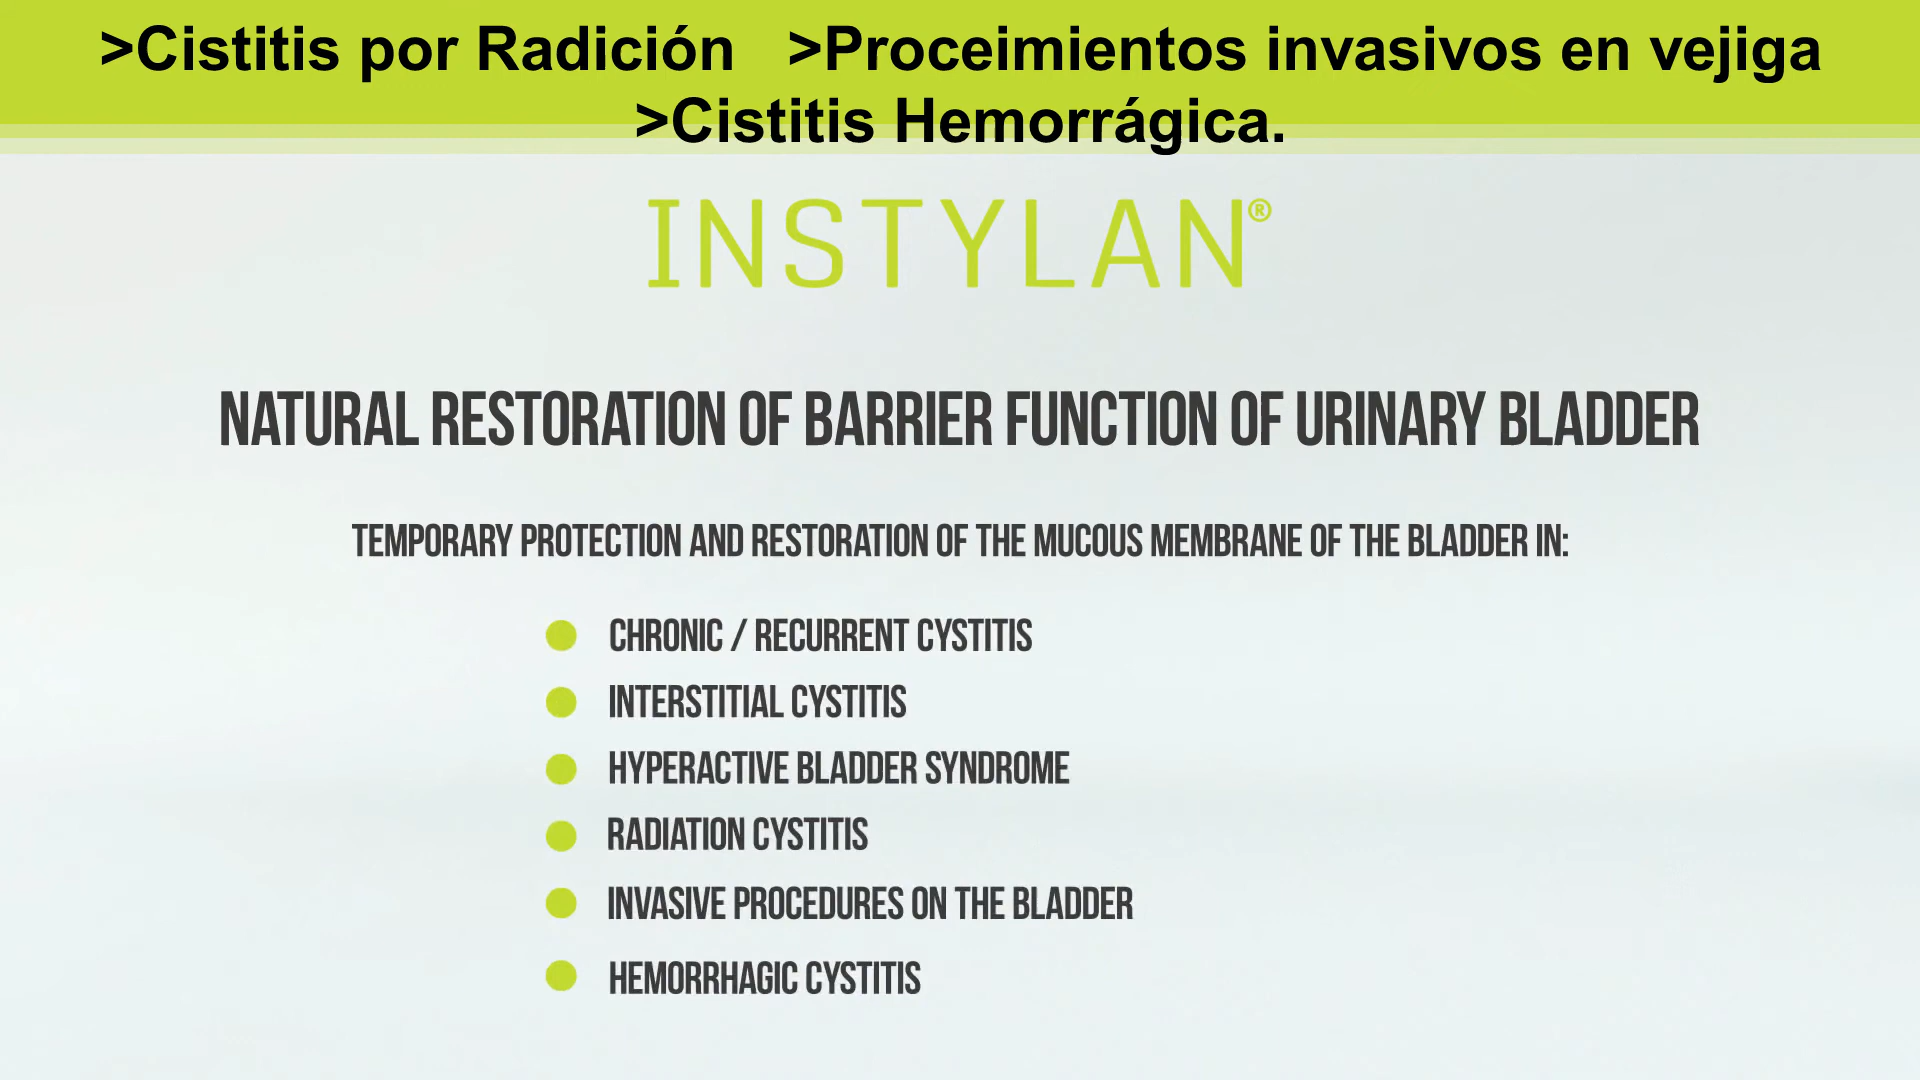 >Cistitis por Radición   >Proceimientos invasivos en vejiga
>Cistitis Hemorrágica.
INSTYLAN®
NATURAL RESTORATION OF BARRIER FUNCTION OF URINARY BLADDER
TEMPORARY PROTECTION AND RESTORATION OF THE MUCOUS MEMBRANE OF THE BLADDER IN:
CHRONIC / RECURRENT CYSTITIS
INTERSTITIAL CYSTITIS
HYPERACTIVE BLADDER SYNDROME
RADIATION CYSTITIS
INVASIVE PROCEDURES ON THE BLADDER
HEMORRHAGIC CYSTITIS